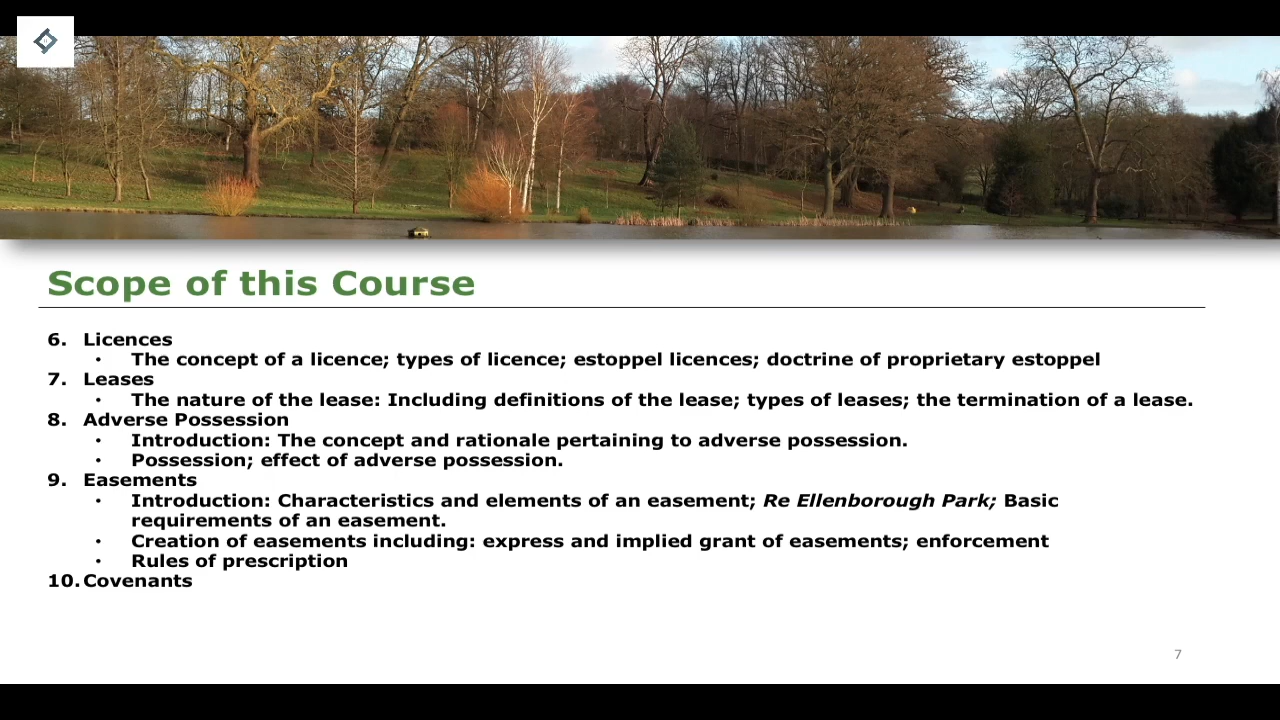 Scope of this Course
6. Licences
• The concept of a licence; types of licence; estoppel licences; doctrine of proprietary estoppel
7. Leases
• The nature of the lease: Including definitions of the lease; types of leases; the termination of a lease.
8. Adverse Possession
• Introduction: The concept and rationale pertaining to adverse possession.
• Possession; effect of adverse possession.
9. Easements
• Introduction: Characteristics and elements of an easement; Re Ellenborough Park; Basic
requirements of an easement.
• Creation of easements including: express and implied grant of easements; enforcement
• Rules of prescription
10. Covenants
7